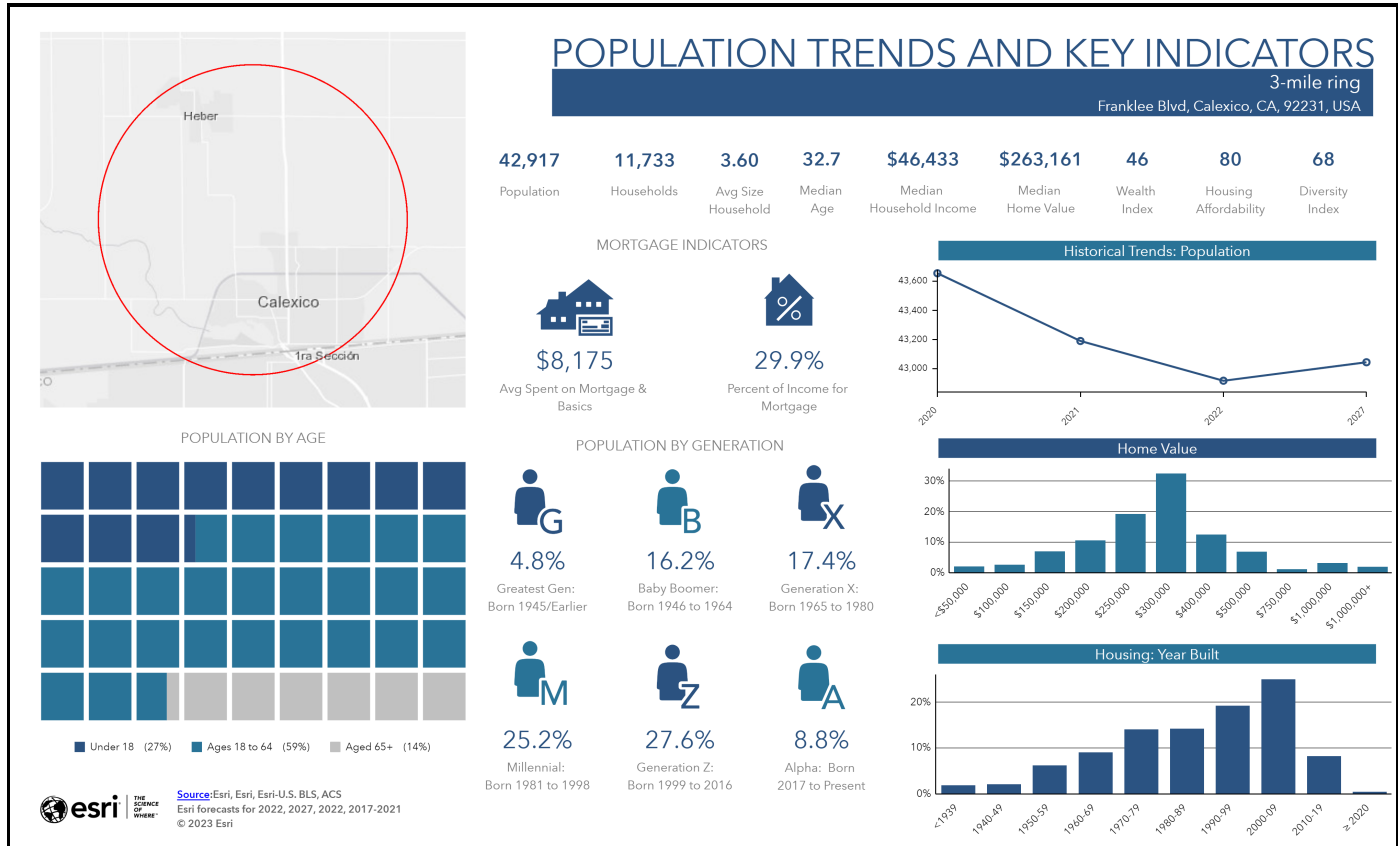 POPULATION TRENDS AND KEY INDICATORS
3-mile ring
Franklee Blvd, Calexico, CA, 92231, USA
Heber
Calexico
1ra Sección
co
42,917
Population
11,733
Households
3.60
Avg Size
Household
32.7
Median
Age
$46,433
Median
Household Income
$263,161
Median
Home Value
46
Wealth
Index
80
Housing
Affordability
68
Diversity
Index
MORTGAGE INDICATORS
$8,175
Avg Spent on Mortgage &
Basics
29.9%
Percent of Income for
Mortgage
Historical Trends: Population
43,600
43,400
43,200
43,000
2020
2021
2022
2027
POPULATION BY AGE
Under 18 (27%)
Ages 18 to 64 (59%)
Aged 65+ (14%)
POPULATION BY GENERATION
G
4.8%
Greatest Gen:
Born 1945/Earlier
B
16.2%
Baby Boomer:
Born 1946 to 1964
X
17.4%
Generation X:
Born 1965 to 1980
M
25.2%
Millennial:
Born 1981 to 1998
Z
27.6%
Generation Z:
Born 1999 to 2016
A
8.8%
Alpha: Born
2017 to Present
Home Value
30%
20%
10%
0%
<$50,000
$100,000
$150,000
$200,000
$250,000
$300,000
$400,000
$500,000
$750,000
$1,000,000
$1,000,000+
Housing: Year Built
20%
10%
0%
<1939
1940-49
1950-59
1960-69
1970-79
1980-89
1990-99
2000-09
2010-19
≥ 2020
esri
THE
SCIENCE
OF
WHERE™
Source:Esri, Esri, Esri-U.S. BLS, ACS
Esri forecasts for 2022, 2027, 2022, 2017-2021
© 2023 Esri